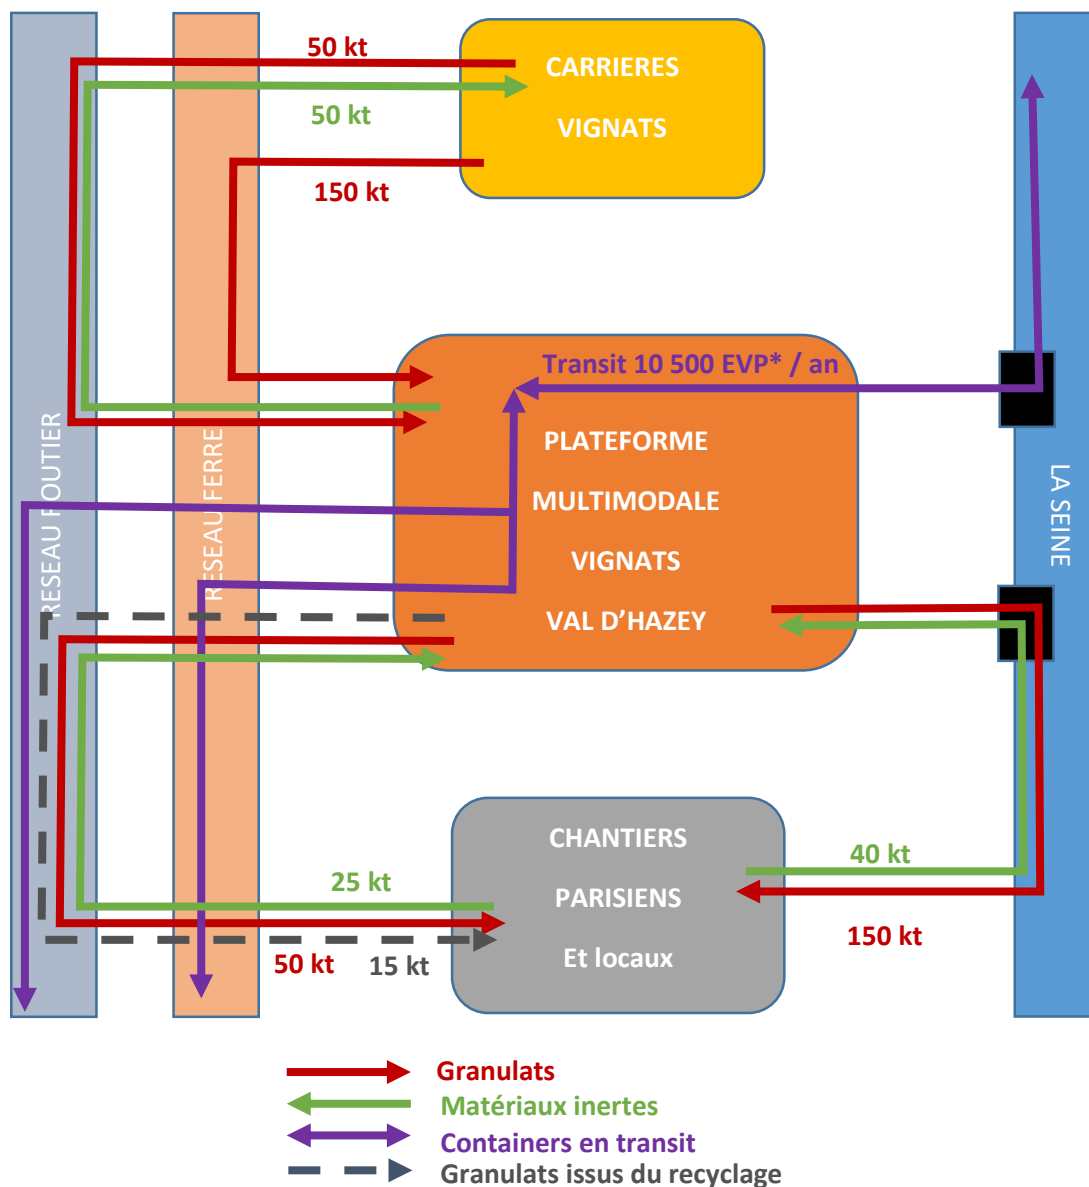 50 kt
CARRIERES
50 kt
VIGNATS
150 kt
Transit 10 500 EVP* / an
RESEAU ROUTIER
RESEAU FERRE
LA SEINE
PLATEFORME
MULTIMODALE
VIGNATS
VAL D’HAZEY
CHANTIERS
40 kt
25 kt
PARISIENS
150 kt
50 kt
15 kt
Et locaux
Granulats
Matériaux inertes
Containers en transit
Granulats issus du recyclage